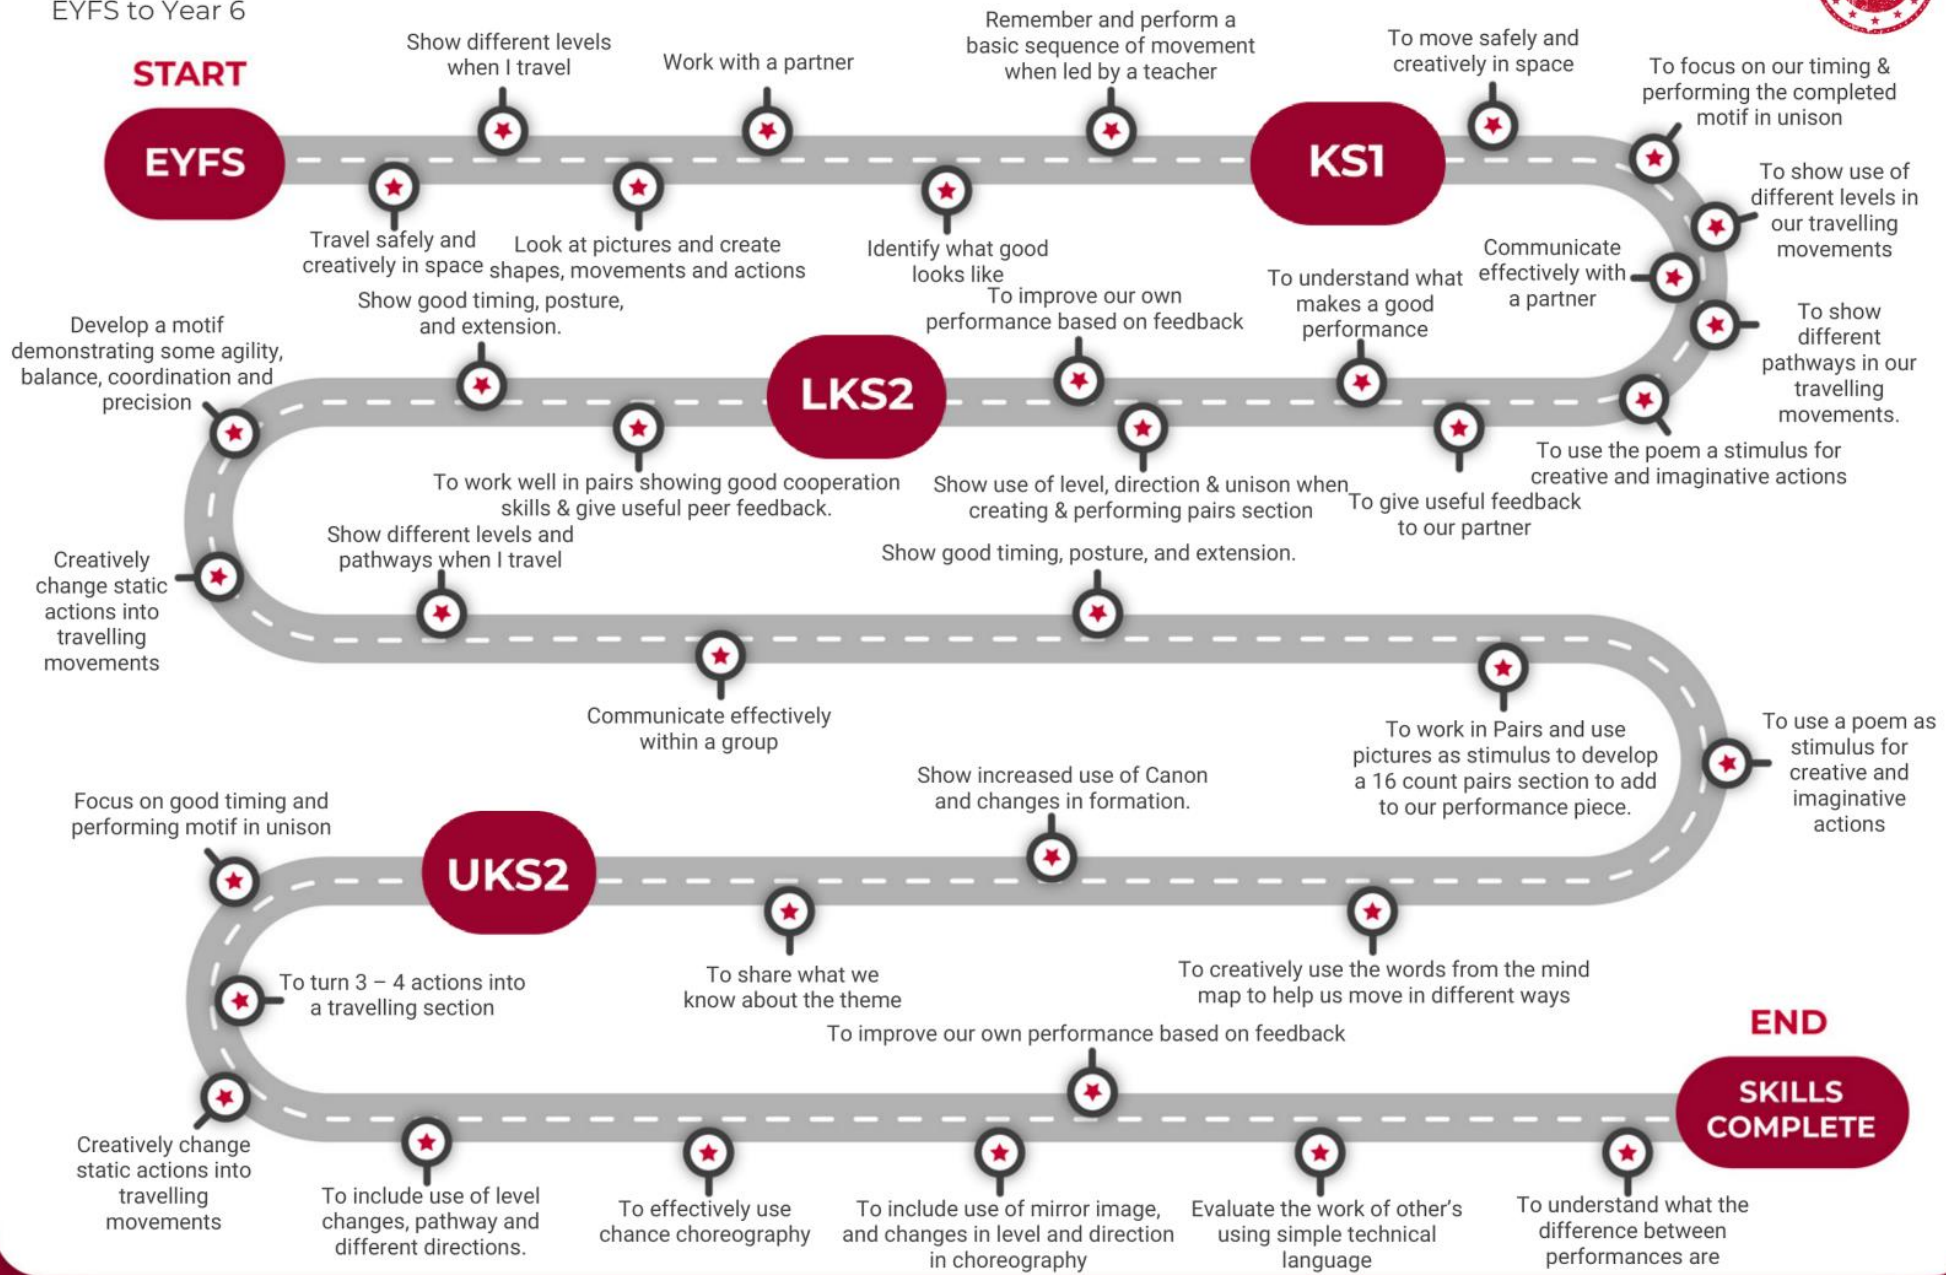 EYFS to Year 6
START
EYFS
Travel safely and
creatively in space
Show different levels
when I travel
Look at pictures and create
shapes, movements and actions
Work with a partner
Identify what good
looks like
Remember and perform a
basic sequence of movement
when led by a teacher
KS1
To move safely and
creatively in space
To focus on our timing &
performing the completed
motif in unison
To show use of
different levels in
our travelling
movements
Communicate
effectively with
a partner
To show
different
pathways in our
travelling
movements.
To use the poem a stimulus for
creative and imaginative actions
To give useful feedback
to our partner
To understand what
makes a good
performance
Show use of level, direction & unison when
creating & performing pairs section
To improve our own
performance based on feedback
LKS2
To work well in pairs showing good cooperation
skills & give useful peer feedback.
Show good timing, posture,
and extension.
Develop a motif
demonstrating some agility,
balance, coordination and
precision
Creatively
change static
actions into
travelling
movements
Show different levels and
pathways when I travel
Communicate effectively
within a group
Show good timing, posture, and extension.
To work in Pairs and use
pictures as stimulus to develop
a 16 count pairs section to add
to our performance piece.
To use a poem as
stimulus for
creative and
imaginative
actions
To creatively use the words from the mind
map to help us move in different ways
Show increased use of Canon
and changes in formation.
To share what we
know about the theme
UKS2
Focus on good timing and
performing motif in unison
To turn 3 – 4 actions into
a travelling section
Creatively change
static actions into
travelling
movements
To include use of level
changes, pathway and
different directions.
To effectively use
chance choreography
To include use of mirror image,
and changes in level and direction
in choreography
To improve our own performance based on feedback
Evaluate the work of other's
using simple technical
language
To understand what the
difference between
performances are
END
SKILLS
COMPLETE